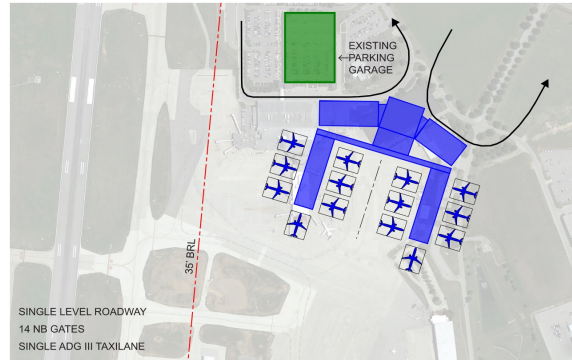 EXISTING
PARKING
GARAGE
35' BRL
SINGLE LEVEL ROADWAY
14 NB GATES
SINGLE ADG III TAXILANE